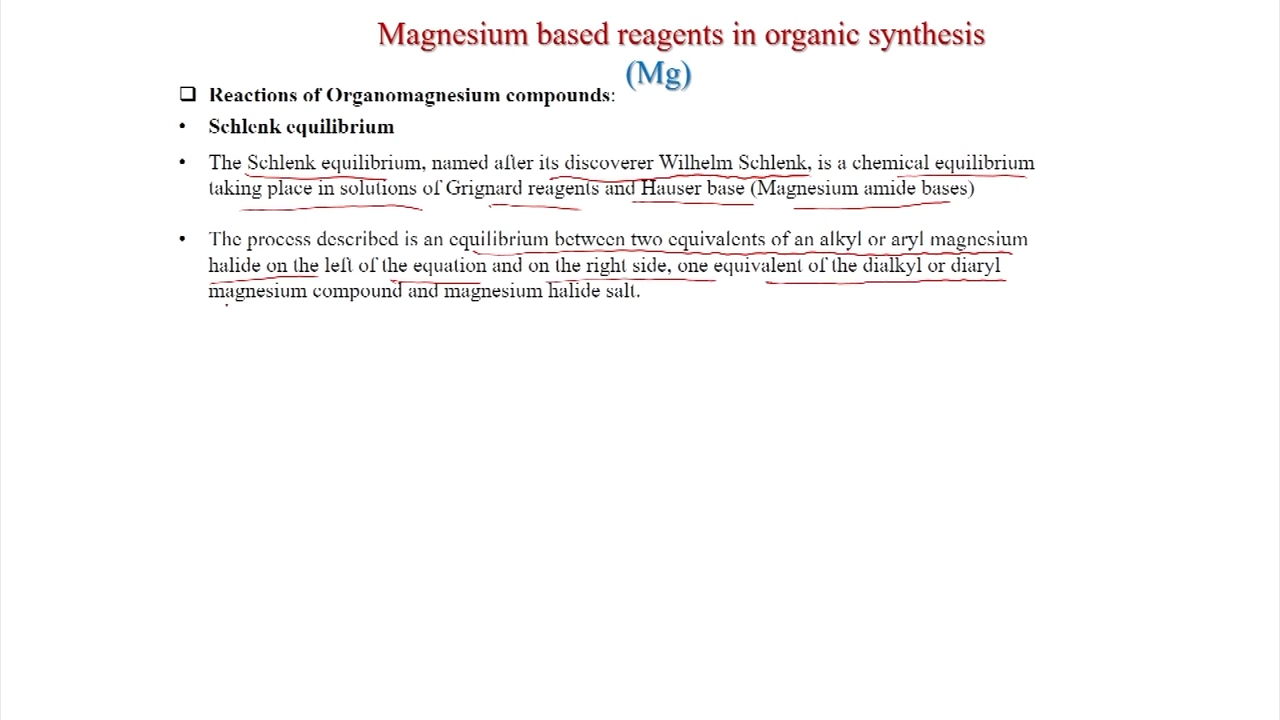 Magnesium based reagents in organic synthesis
(Mg)
❑ Reactions of Organomagnesium compounds:
• Schlenk equilibrium
• The Schlenk equilibrium, named after its discoverer Wilhelm Schlenk, is a chemical equilibrium
taking place in solutions of Grignard reagents and Hauser base (Magnesium amide bases)
• The process described is an equilibrium between two equivalents of an alkyl or aryl magnesium
halide on the left of the equation and on the right side, one equivalent of the dialkyl or diaryl
magnesium compound and magnesium halide salt.